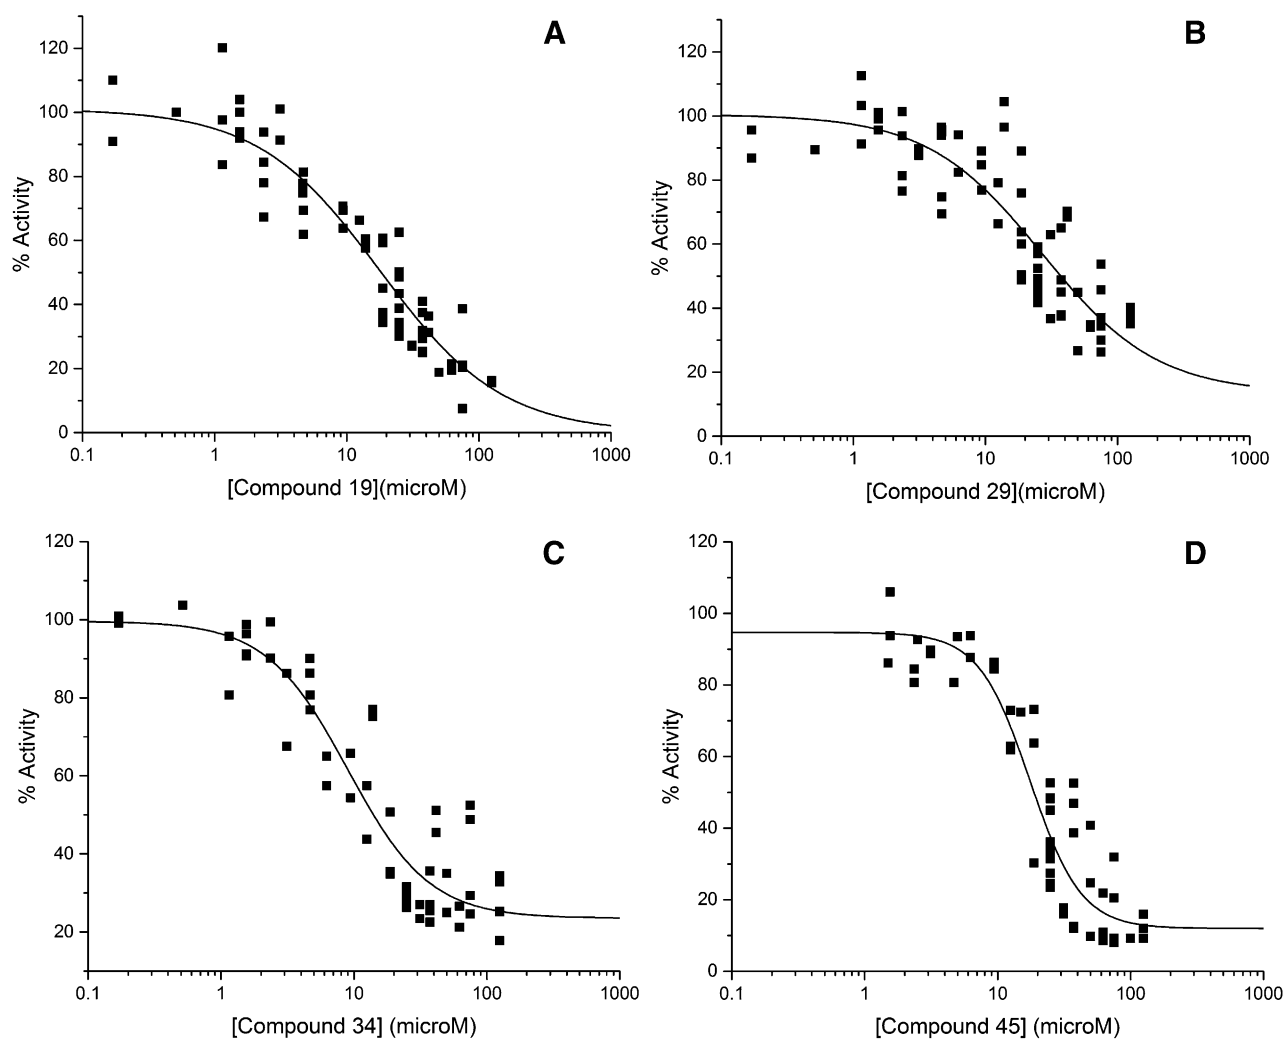 A
% Activity
120
100
80
60
40
20
0
0.1 1 10 100 1000
[Compound 19](microM)
B
% Activity
120
100
80
60
40
20
0
0.1 1 10 100 1000
[Compound 29](microM)
C
% Activity
120
100
80
60
40
20
0.1 1 10 100 1000
[Compound 34] (microM)
D
% Activity
120
100
80
60
40
20
0
0.1 1 10 100 1000
[Compound 45] (microM)